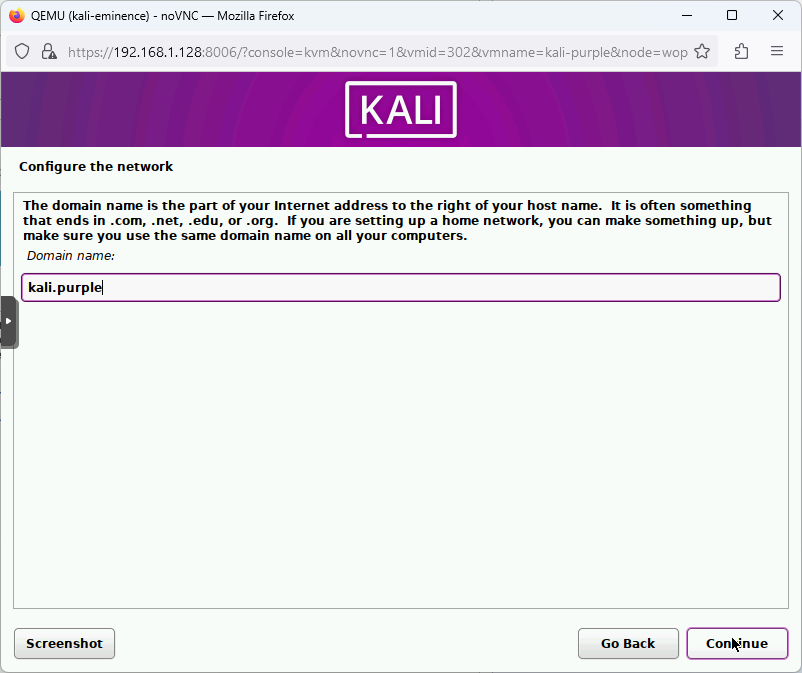 QEMU (kali-eminence) - noVNC — Mozilla Firefox
https://192.168.1.128:8006/?console=kvm&novnc=1&vmid=302&vmname=kali-purple&node=wop
KALI
Configure the network
The domain name is the part of your Internet address to the right of your host name.  It is often something
that ends in .com, .net, .edu, or .org.  If you are setting up a home network, you can make something up, but
make sure you use the same domain name on all your computers.
Domain name:
kali.purple
Screenshot
Go Back
Continue